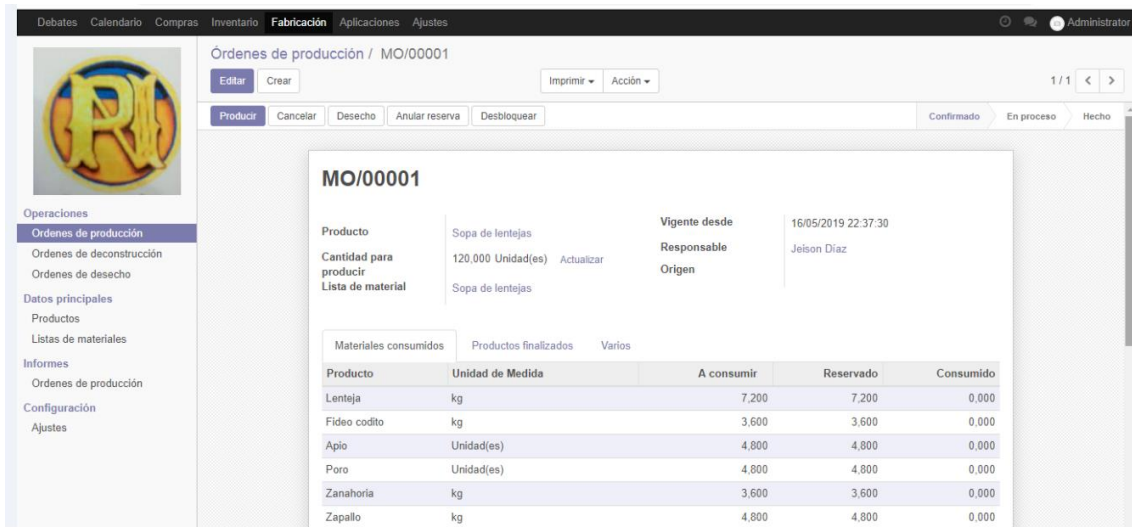 Debates Calendario Compras Inventario Fabricación Aplicaciones Ajustes Administrator
Órdenes de producción / MO/00001
Editar Crear Imprimir Acción 1 / 1
Producir Cancelar Desecho Anular reserva Desbloquear Confirmado En proceso Hecho
RI
Operaciones
Ordenes de producción
Ordenes de deconstrucción
Ordenes de desecho
Datos principales
Productos
Listas de materiales
Informes
Ordenes de producción
Configuración
Ajustes
MO/00001
Producto Sopa de lentejas
Cantidad para producir 120,000 Unidad(es) Actualizar
Lista de material Sopa de lentejas
Vigente desde 16/05/2019 22:37:30
Responsable Jeison Díaz
Origen
Materiales consumidos Productos finalizados Varios
Producto Unidad de Medida A consumir Reservado Consumido
Lenteja kg 7,200 7,200 0,000
Fideo codito kg 3,600 3,600 0,000
Apio Unidad(es) 4,800 4,800 0,000
Poro Unidad(es) 4,800 4,800 0,000
Zanahoria kg 3,600 3,600 0,000
Zapallo kg 4,800 4,800 0,000